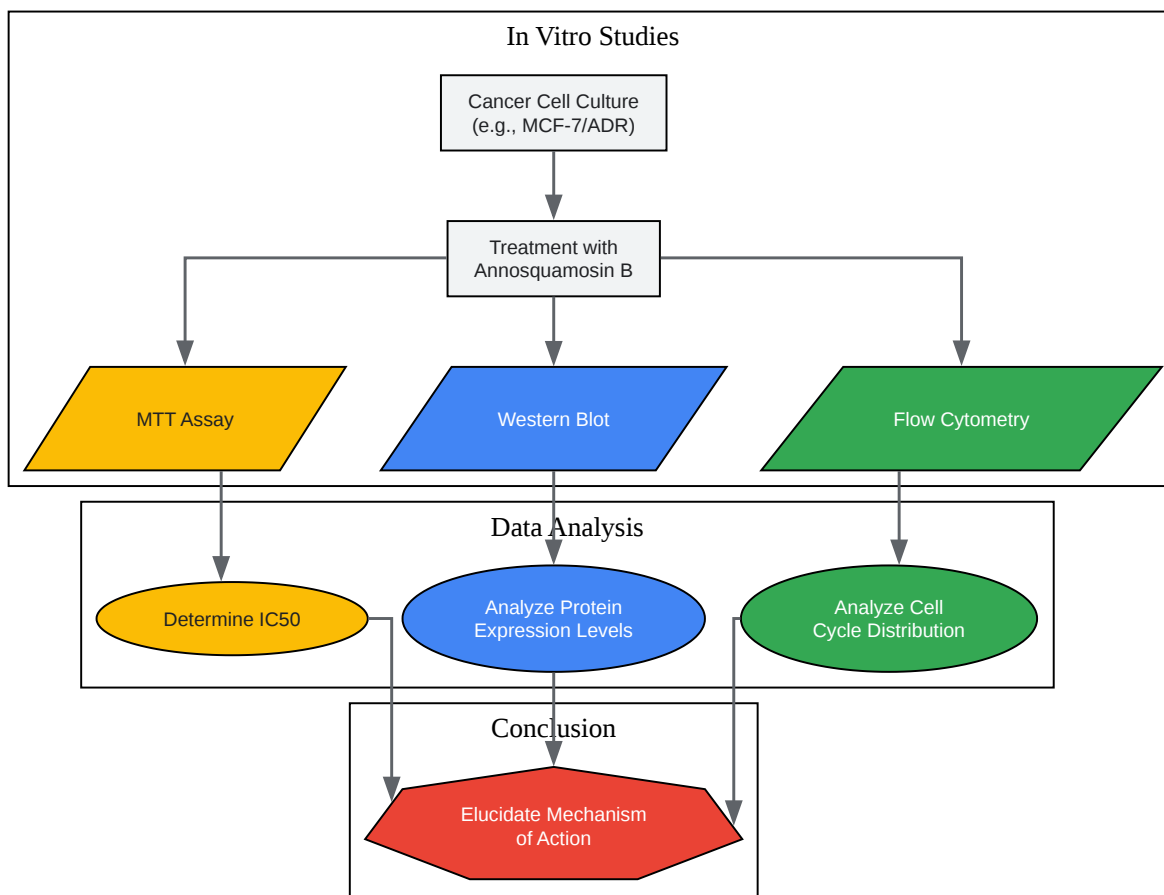 In Vitro Studies
Cancer Cell Culture
(e.g., MCF-7/ADR)
Treatment with
Annosquamosin B
MTT Assay
Western Blot
Flow Cytometry
Data Analysis
Determine IC50
Analyze Protein
Expression Levels
Analyze Cell
Cycle Distribution
Conclusion
Elucidate Mechanism
of Action